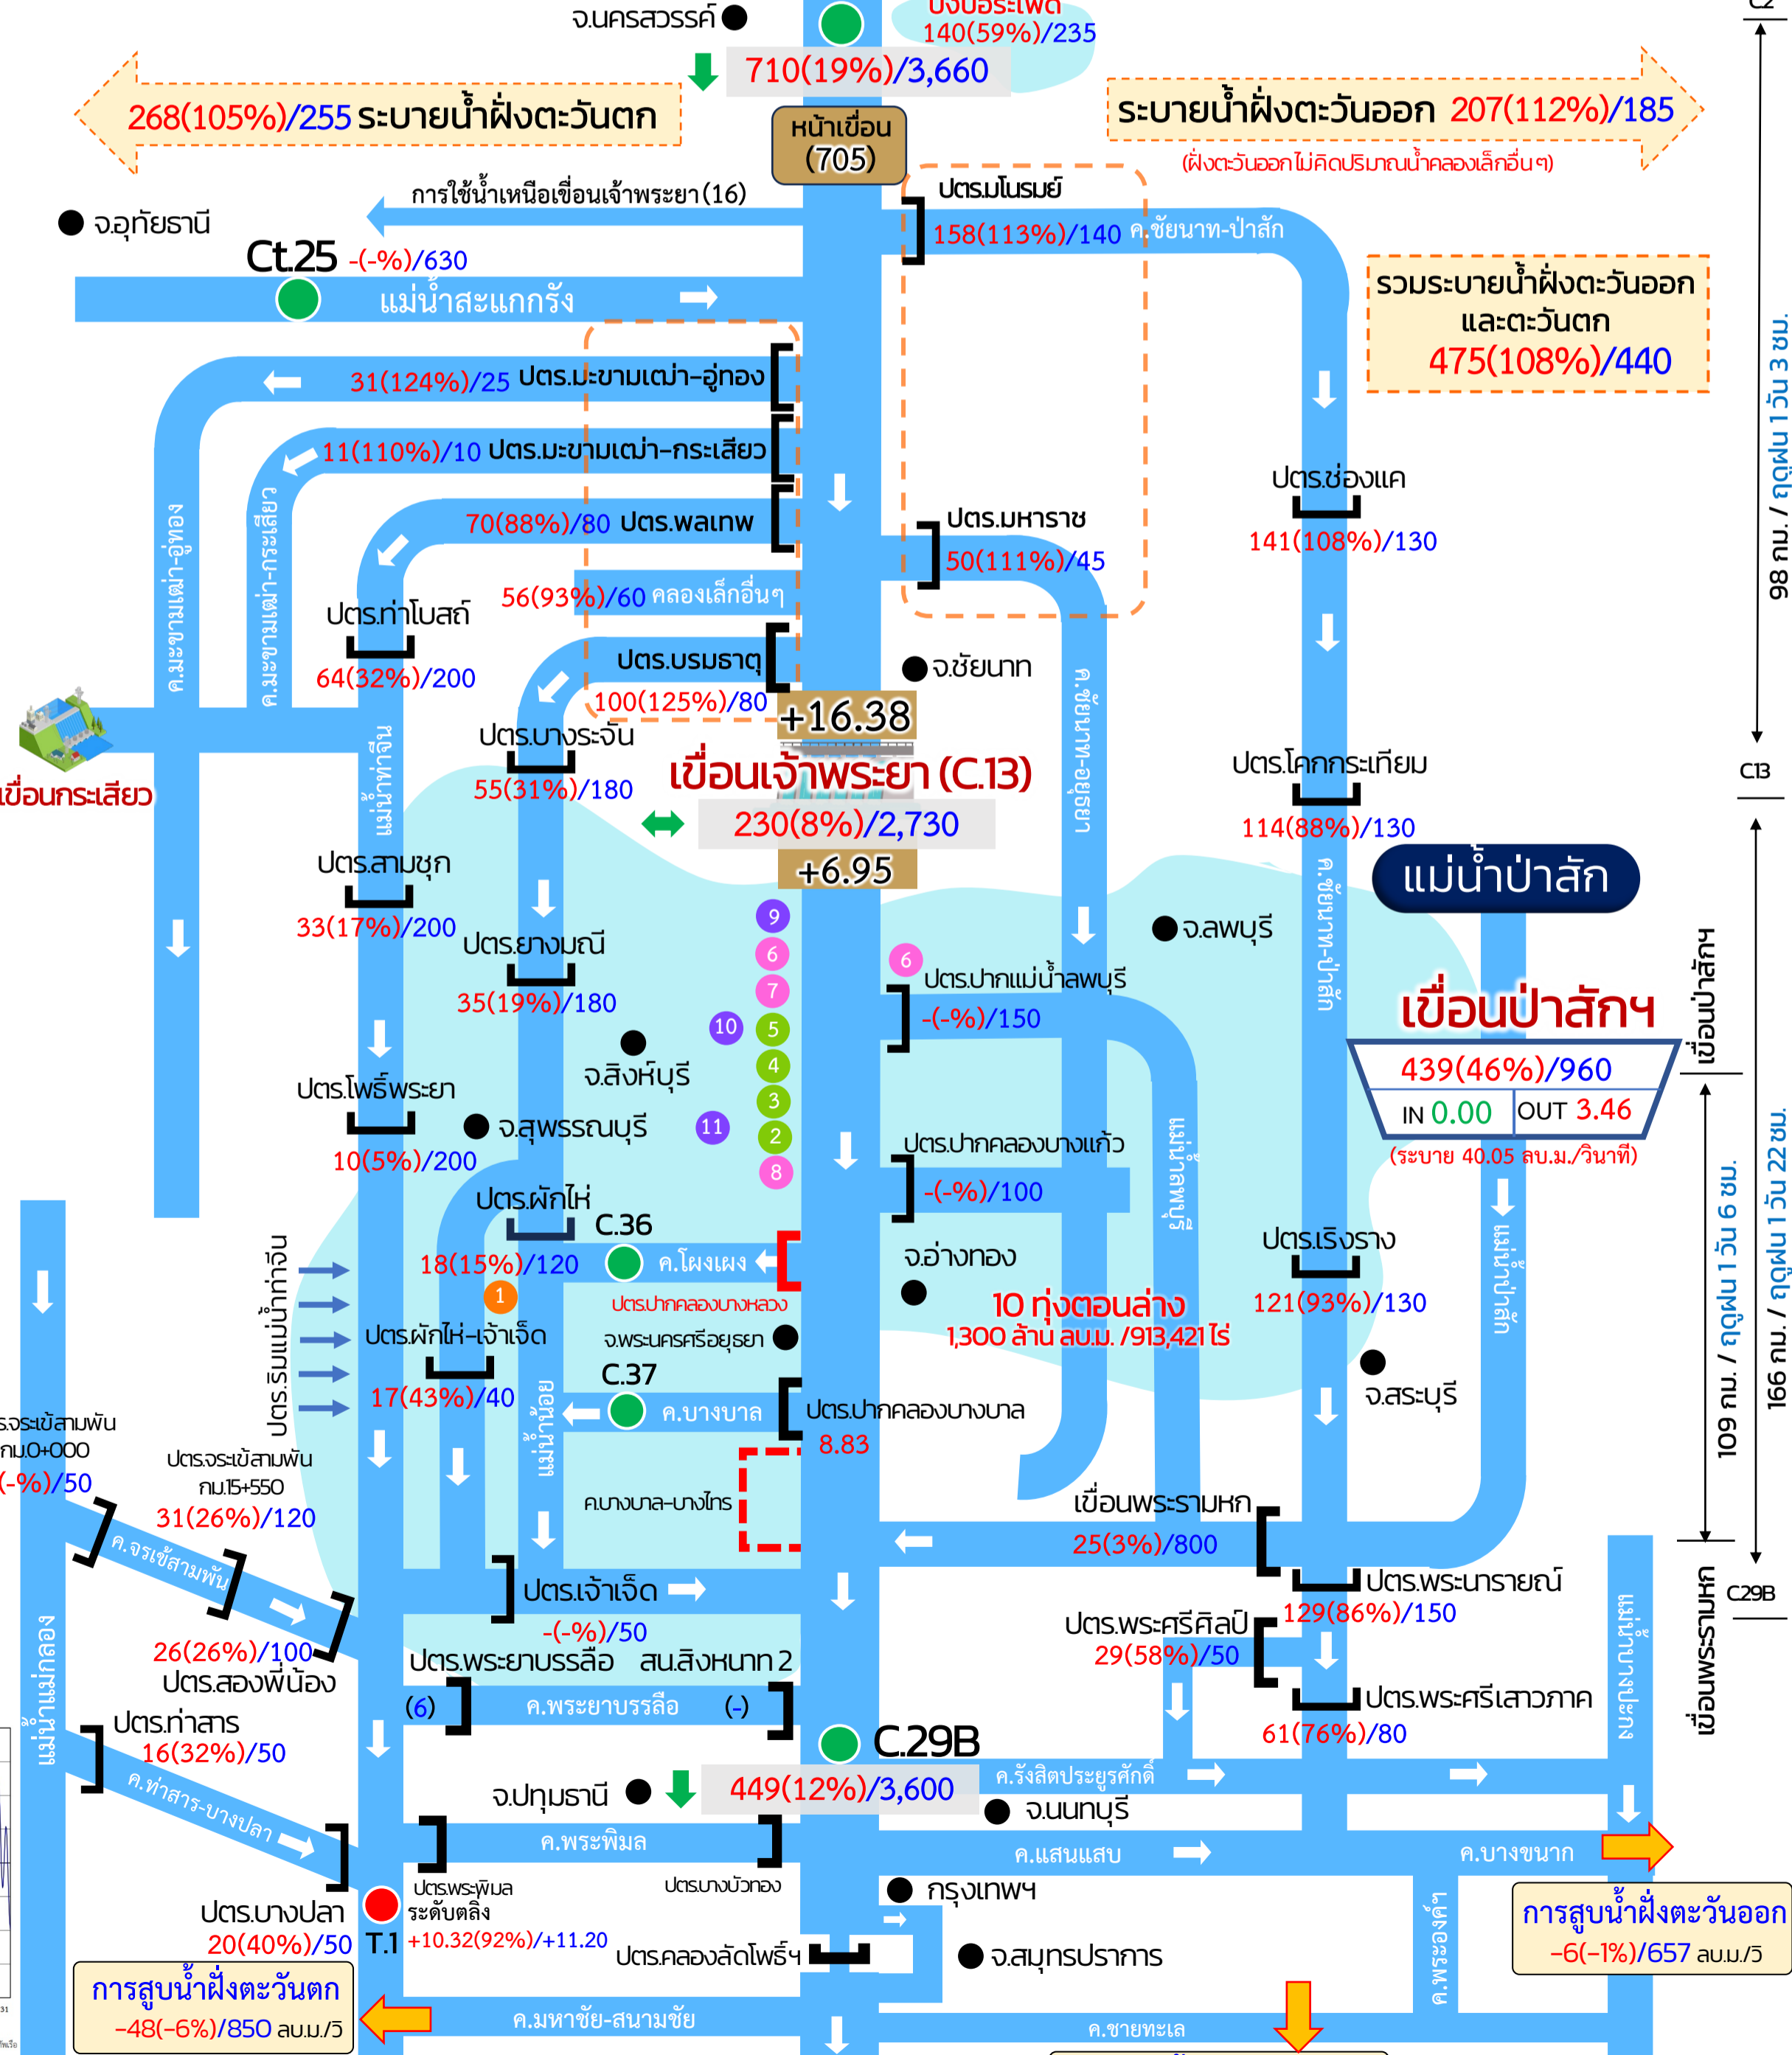 C2
จ.นครสวรรค์
บึงบอระเพ็ด
140(59%)/235
710(19%)/3,660
268(105%)/255 ระบายน้ำฝั่งตะวันตก
ระบายน้ำฝั่งตะวันออก 207(112%)/185
(ฝั่งตะวันออกไม่คิดปริมาณน้ำคลองเล็กอื่นๆ)
หน้าเขื่อน
(705)
การใช้น้ำเหนือเขื่อนเจ้าพระยา (16)
จ.อุทัยธานี
ปตร.มโนรมย์
158(113%)/140 ค.ชัยนาท-ป่าสัก
Ct.25 -(-%)/630
แม่น้ำสะแกกรัง
รวมระบายน้ำฝั่งตะวันออก
และตะวันตก
475(108%)/440
98 กม. / ฤดูฝน 1 วัน 3 ชม.
31(124%)/25 ปตร.มะขามเฒ่า-อู่ทอง
11(110%)/10 ปตร.มะขามเฒ่า-กระเสียว
70(88%)/80 ปตร.พลเทพ
56(93%)/60 คลองเล็กอื่นๆ
ปตร.มหาราช
50(111%)/45
ปตร.ช่องแค
141(108%)/130
ค.มะขามเฒ่า-อู่ทอง
ค.มะขามเฒ่า-กระเสียว
ปตร.ท่าโบสถ์
64(32%)/200
ปตร.บรมธาตุ
100(125%)/80
จ.ชัยนาท
ค.ชัยนาท-อยุธยา
+16.38
เขื่อนเจ้าพระยา (C.13)
230(8%)/2,730
+6.95
ปตร.บางระจัน
55(31%)/180
แม่น้ำท่าจีน
เขื่อนกระเสียว
ปตร.โคกกระเทียม
114(88%)/130
C13
ปตร.สามชุก
33(17%)/200
ปตร.ยางมณี
35(19%)/180
ค.ชัยนาท-ป่าสัก
แม่น้ำป่าสัก
จ.ลพบุรี
9
6
7
10
5
4
3
11
2
8
6
ปตร.ปากแม่น้ำลพบุรี
-(-%)/150
เขื่อนป่าสักฯ
เขื่อนป่าสักฯ
439(46%)/960
IN 0.00
OUT 3.46
(ระบาย 40.05 ลบ.ม./วินาที)
จ.สิงห์บุรี
ปตร.โพธิ์พระยา
10(5%)/200
จ.สุพรรณบุรี
ปตร.ปากคลองบางแก้ว
-(-%)/100
แม่น้ำลพบุรี
109 กม. / ฤดูฝน 1 วัน 6 ชม.
166 กม. / ฤดูฝน 1 วัน 22 ชม.
ปตร.ผักไห่
18(15%)/120
1
C.36
ค.โผงเผง
ปตร.ปากคลองบางหลวง
จ.อ่างทอง
ปตร.เริงราง
121(93%)/130
แม่น้ำป่าสัก
10 ทุ่งตอนล่าง
1,300 ล้าน ลบ.ม. /913,421 ไร่
ปตร.ริมแม่น้ำท่าจีน
ปตร.ผักไห่-เจ้าเจ็ด
17(43%)/40
จ.พระนครศรีอยุธยา
C.37
ค.บางบาล
ปตร.ปากคลองบางบาล
8.83
จ.สระบุรี
แม่น้ำน้อย
ร.จระเข้สามพัน
กม.0+000
(-%)/50
ปตร.จระเข้สามพัน
กม.15+550
31(26%)/120
ค.จรเข้สามพัน
ค.บางบาล-บางไทร
เขื่อนพระรามหก
25(3%)/800
ปตร.เจ้าเจ็ด
-(-%)/50
ปตร.พระนารายณ์
129(86%)/150
C29B
เขื่อนพระรามหก
แม่น้ำบางปะกง
26(26%)/100
ปตร.สองพี่น้อง
ปตร.พระยาบรรลือ
สน.สิงหนาท 2
(6)
ค.พระยาบรรลือ
(-)
ปตร.พระศรีศิลป์
29(58%)/50
ปตร.พระศรีเสาวภาค
61(76%)/80
แม่น้ำแม่กลอง
ปตร.ท่าสาร
16(32%)/50
ค.ท่าสาร-บางปลา
C.29B
449(12%)/3,600
จ.ปทุมธานี
ค.รังสิตประยูรศักดิ์
จ.นนทบุรี
ค.พระพิมล
ค.แสนแสบ
ค.บางขนาก
ปตร.พระพิมล
ปตร.บางบัวทอง
กรุงเทพฯ
ปตร.บางปลา
20(40%)/50
T.1
ระดับตลิ่ง
+10.32(92%)/+11.20
ปตร.คลองลัดโพธิ์ฯ
จ.สมุทรปราการ
ค.พระองค์ฯ
การสูบน้ำฝั่งตะวันออก
-6(-1%)/657 ลบ.ม./วิ
การสูบน้ำฝั่งตะวันตก
-48(-6%)/850 ลบ.ม./วิ
ค.มหาชัย-สนามชัย
ค.ชายทะเล
31